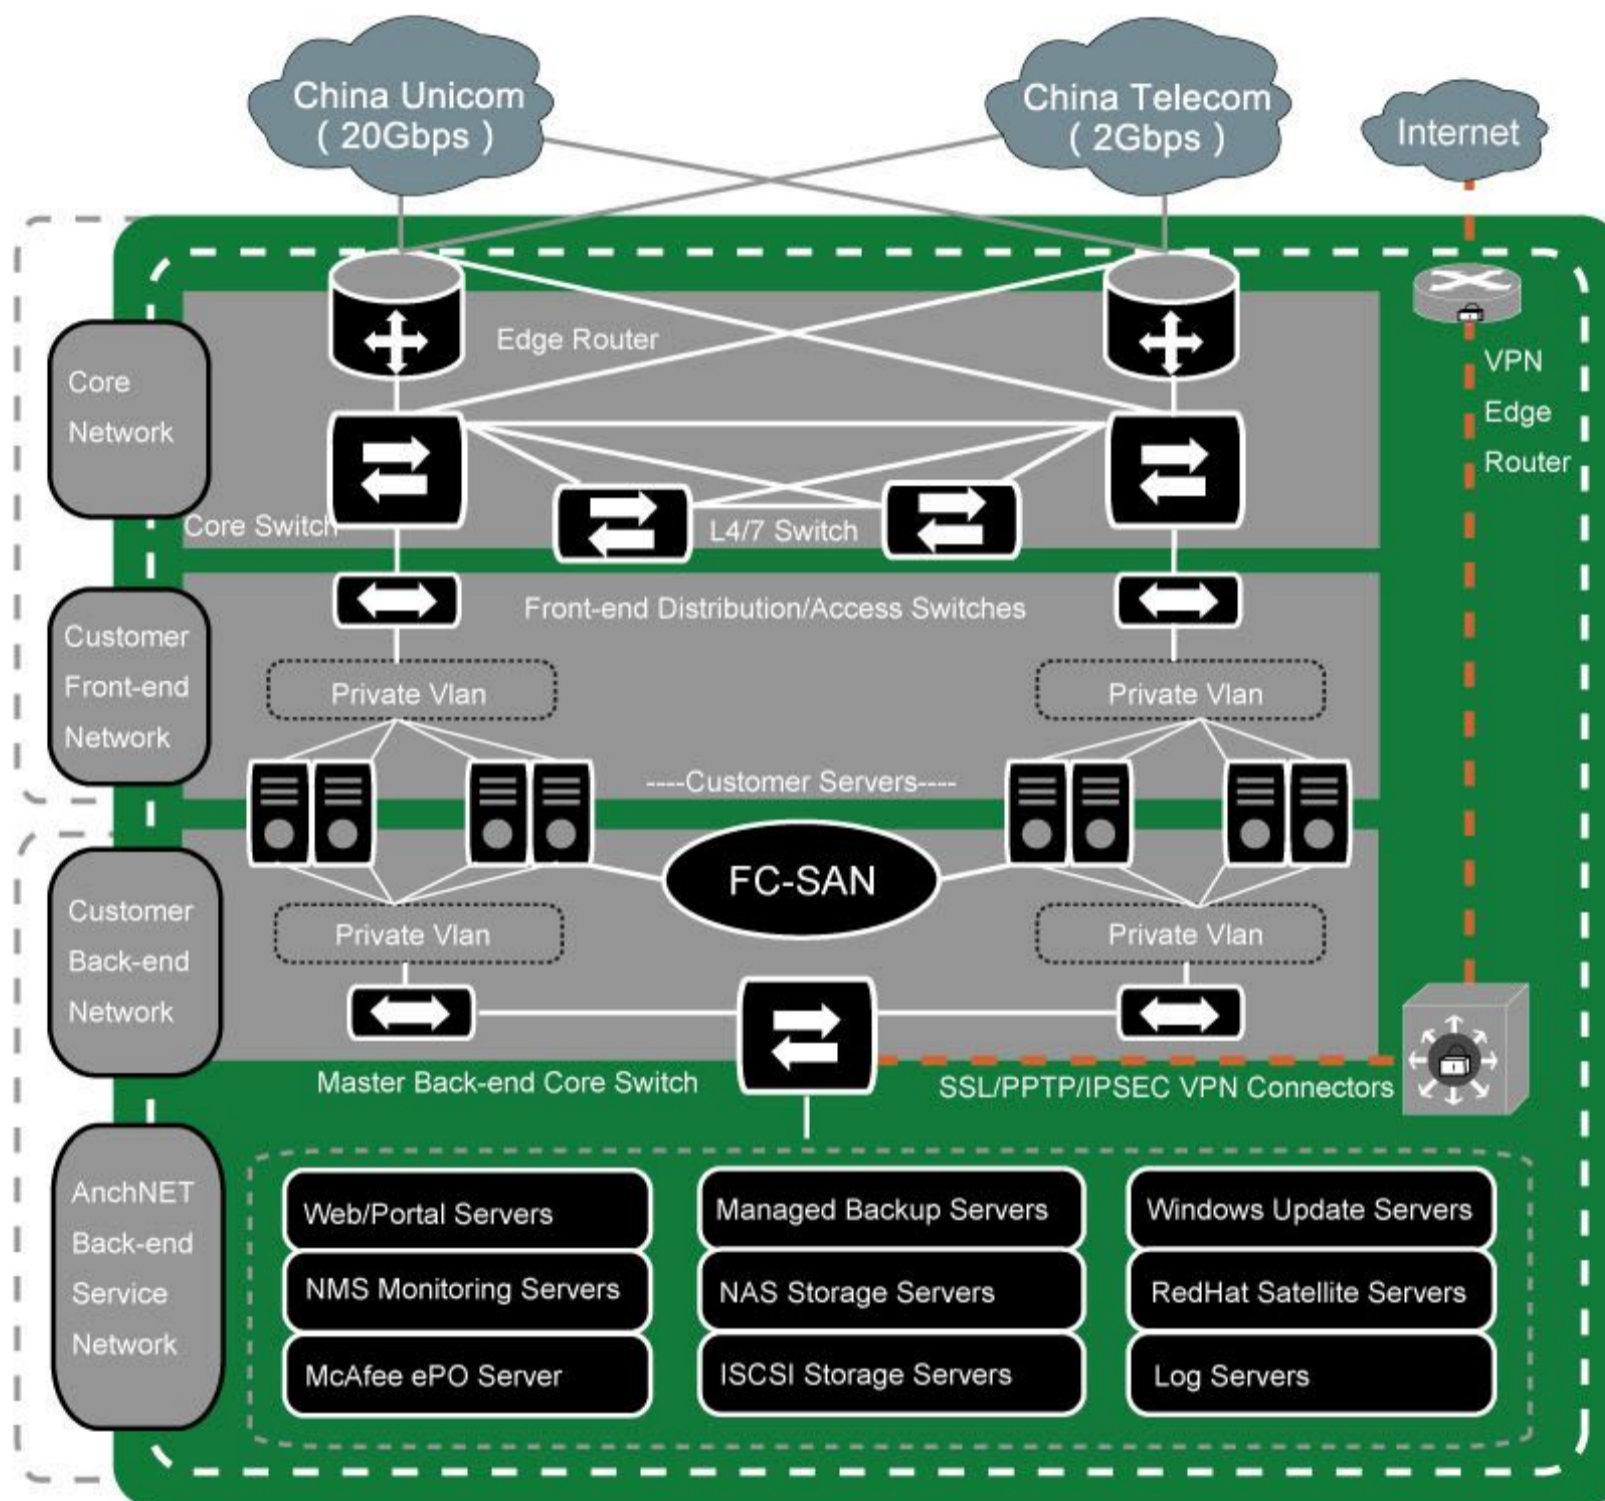 China Unicom
( 20Gbps )
China Telecom
( 2Gbps )
Internet
Edge Router
VPN
Edge
Router
Core
Network
Core Switch
L4/7 Switch
Customer
Front-end
Network
Front-end Distribution/Access Switches
Private Vlan
Private Vlan
----Customer Servers----
FC-SAN
Customer
Back-end
Network
Private Vlan
Private Vlan
Master Back-end Core Switch
SSL/PPTP/IPSEC VPN Connectors
AnchNET
Back-end
Service
Network
Web/Portal Servers
Managed Backup Servers
Windows Update Servers
NMS Monitoring Servers
NAS Storage Servers
RedHat Satellite Servers
McAfee ePO Server
ISCSI Storage Servers
Log Servers